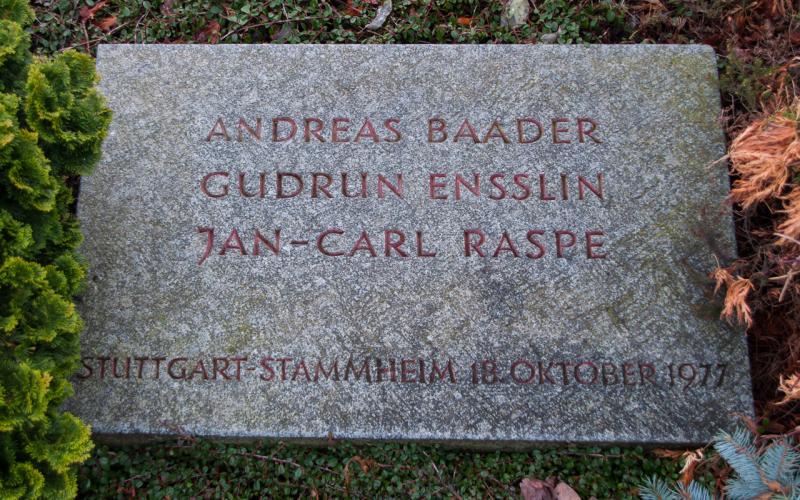 ANDREAS BAADER
GUDRUN ENSSLIN
JAN-CARL RASPE
STUTTGART-STAMMHEIM 18. OKTOBER 1977